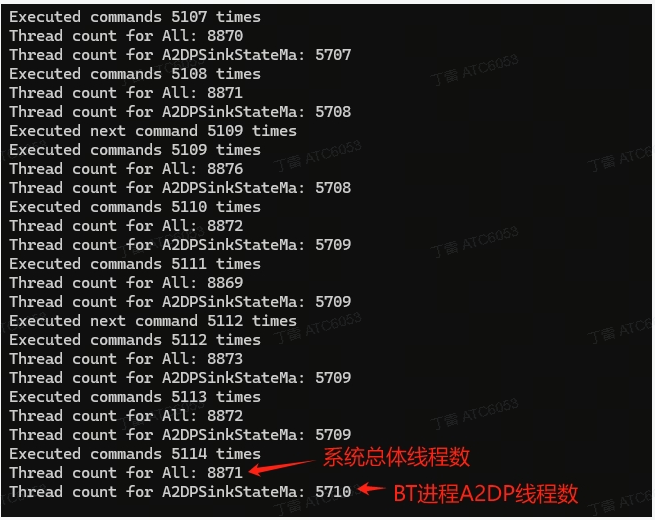 Executed commands 5107 times
Thread count for All: 8870
Thread count for A2DPSinkStateMa: 5707
Executed commands 5108 times
Thread count for All: 8871
Thread count for A2DPSinkStateMa: 5708
Executed next command 5109 times
Executed commands 5109 times
Thread count for All: 8876
Thread count for A2DPSinkStateMa: 5708
Executed commands 5110 times
Thread count for All: 8872
Thread count for A2DPSinkStateMa: 5709
Executed commands 5111 times
Thread count for All: 8869
Thread count for A2DPSinkStateMa: 5709
Executed next command 5112 times
Executed commands 5112 times
Thread count for All: 8873
Thread count for A2DPSinkStateMa: 5709
Executed commands 5113 times
Thread count for All: 8872
Thread count for A2DPSinkStateMa: 5709
Executed commands 5114 times
Thread count for All: 8871 系统总体线程数
Thread count for A2DPSinkStateMa: 5710 BT进程A2DP线程数
丁雷 ATC6053